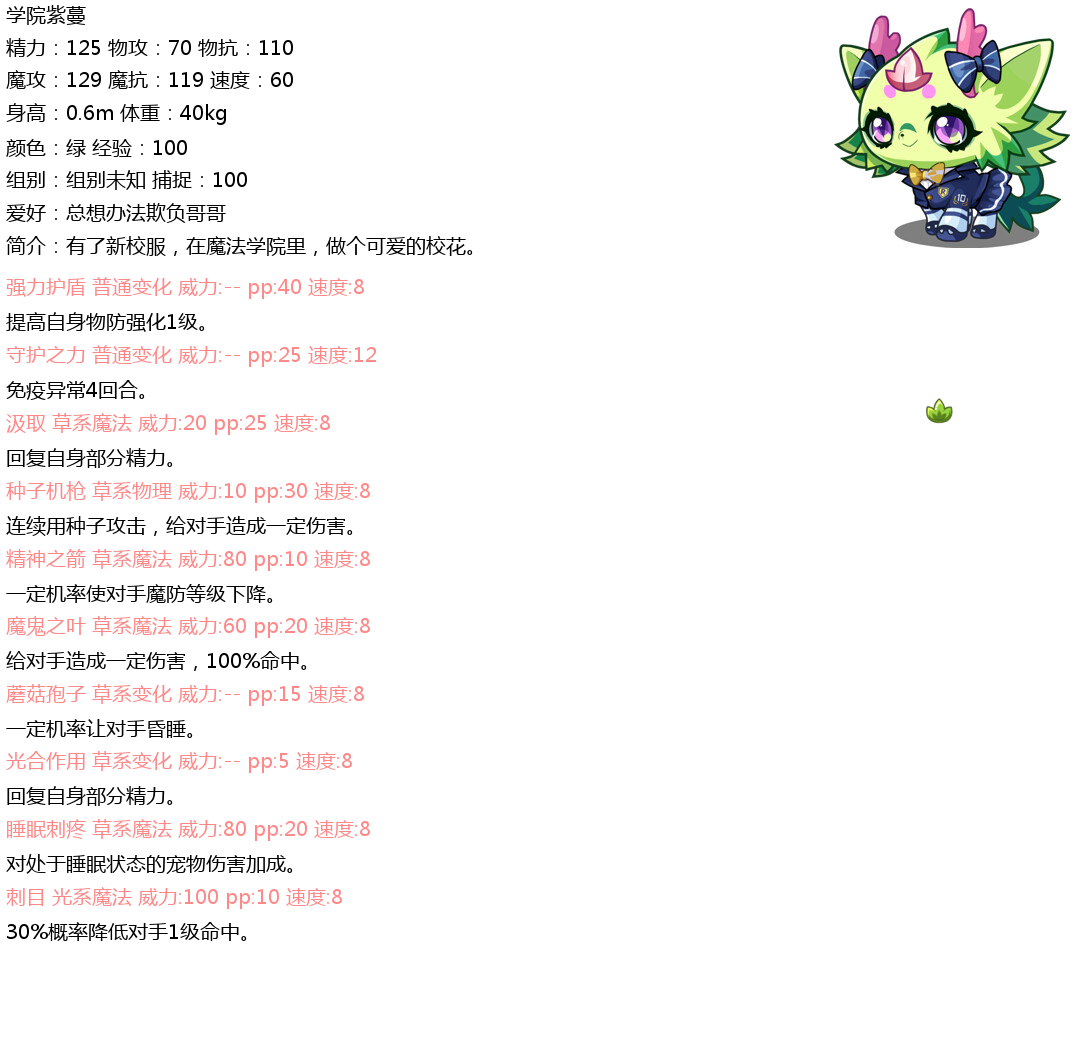 学院紫蔓
精力：125 物攻：70 物抗：110
魔攻：129 魔抗：119 速度：60
身高：0.6m 体重：40kg
颜色：绿 经验：100
组别：组别未知 捕捉：100
爱好：总想办法欺负哥哥
简介：有了新校服，在魔法学院里，做个可爱的校花。
强力护盾 普通变化 威力:-- pp:40 速度:8
提高自身物防强化1级。
守护之力 普通变化 威力:-- pp:25 速度:12
免疫异常4回合。
汲取 草系魔法 威力:20 pp:25 速度:8
回复自身部分精力。
种子机枪 草系物理 威力:10 pp:30 速度:8
连续用种子攻击，给对手造成一定伤害。
精神之箭 草系魔法 威力:80 pp:10 速度:8
一定机率使对手魔防等级下降。
魔鬼之叶 草系魔法 威力:60 pp:20 速度:8
给对手造成一定伤害，100%命中。
蘑菇孢子 草系变化 威力:-- pp:15 速度:8
一定机率让对手昏睡。
光合作用 草系变化 威力:-- pp:5 速度:8
回复自身部分精力。
睡眠刺疼 草系魔法 威力:80 pp:20 速度:8
对处于睡眠状态的宠物伤害加成。
刺目 光系魔法 威力:100 pp:10 速度:8
30%概率降低对手1级命中。
R
10